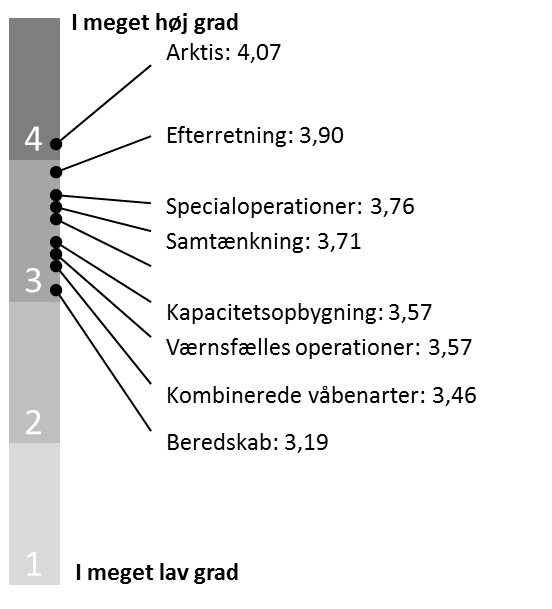 I meget høj grad
Arktis: 4,07
4
Efterretning: 3,90
Specialoperationer: 3,76
Samtænkning: 3,71
3
Kapacitetsopbygning: 3,57
Værnsfælles operationer: 3,57
Kombinerede våbenarter: 3,46
2
Beredskab: 3,19
1
I meget lav grad